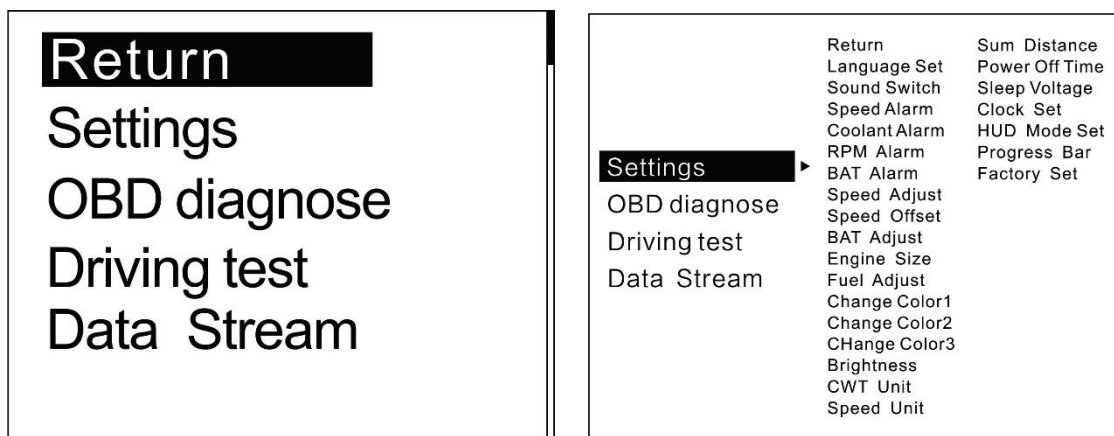 Return
Settings
OBD diagnose
Driving test
Data Stream
Settings
OBD diagnose
Driving test
Data Stream
Return
Language Set
Sound Switch
Speed Alarm
Coolant Alarm
RPM Alarm
BAT Alarm
Speed Adjust
Speed Offset
BAT Adjust
Engine Size
Fuel Adjust
Change Color1
Change Color2
CHange Color3
Brightness
CWT Unit
Speed Unit
Sum Distance
Power Off Time
Sleep Voltage
Clock Set
HUD Mode Set
Progress Bar
Factory Set